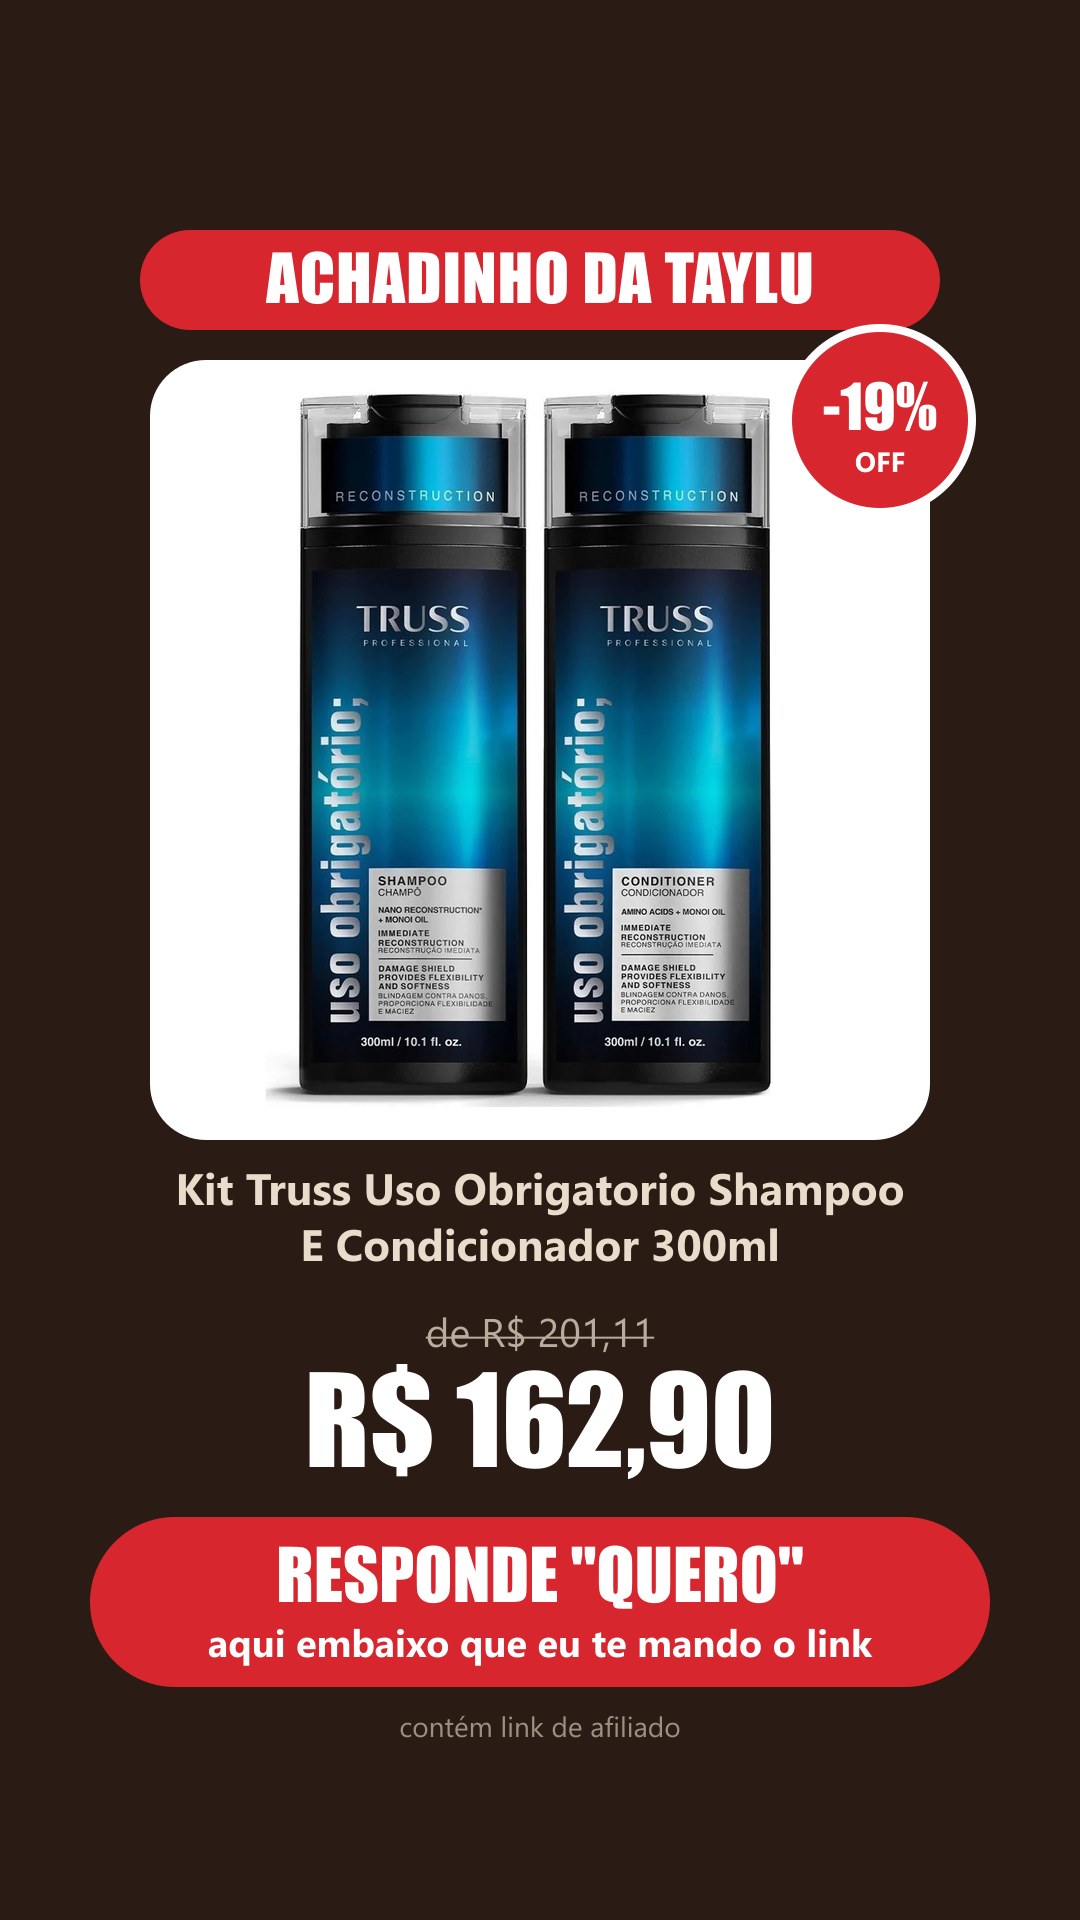 ACHADINHO DA TAYLU
-19%
OFF
RECONSTRUCTION
TRUSS
PROFESSIONAL
uso obrigatório;
SHAMPOO
CHAMPÔ
NANO RECONSTRUCTION*
+ MONOI OIL
IMMEDIATE
RECONSTRUCTION
RECONSTRUÇÃO IMEDIATA
DAMAGE SHIELD
PROVIDES FLEXIBILITY
AND SOFTNESS
BLINDAGEM CONTRA DANOS,
PROPORCIONA FLEXIBILIDADE
E MACIEZ
300ml / 10.1 fl. oz.
RECONSTRUCTION
TRUSS
PROFESSIONAL
uso obrigatório;
CONDITIONER
CONDICIONADOR
AMINO ACIDS + MONOI OIL
IMMEDIATE
RECONSTRUCTION
RECONSTRUÇÃO IMEDIATA
DAMAGE SHIELD
PROVIDES FLEXIBILITY
AND SOFTNESS
BLINDAGEM CONTRA DANOS,
PROPORCIONA FLEXIBILIDADE
E MACIEZ
300ml / 10.1 fl. oz.
Kit Truss Uso Obrigatorio Shampoo
E Condicionador 300ml
de R$ 201,11
R$ 162,90
RESPONDE "QUERO"
aqui embaixo que eu te mando o link
contém link de afiliado